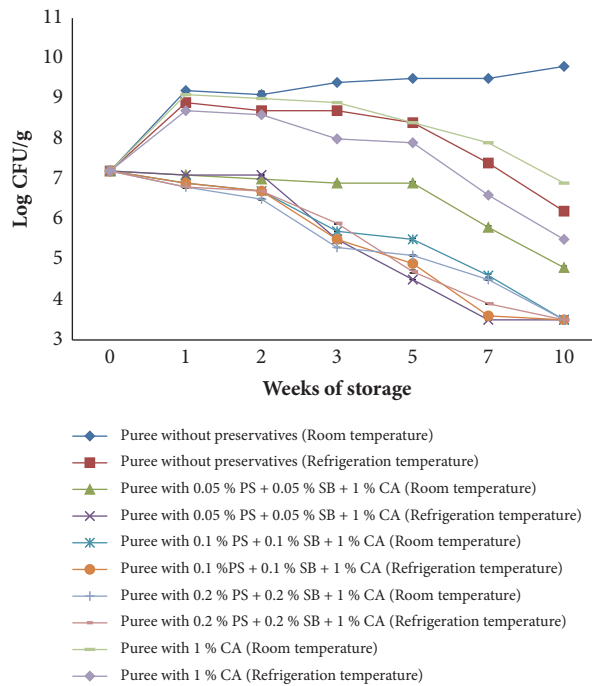 11
10
9
8
7
6
5
4
3
Log CFU/g
0 1 2 3 5 7 10
Weeks of storage
Puree without preservatives (Room temperature)
Puree without preservatives (Refrigeration temperature)
Puree with 0.05 % PS + 0.05 % SB + 1 % CA (Room temperature)
Puree with 0.05 % PS + 0.05 % SB + 1 % CA (Refrigeration temperature)
Puree with 0.1 % PS + 0.1 % SB + 1 % CA (Room temperature)
Puree with 0.1 %PS + 0.1 % SB + 1 % CA (Refrigeration temperature)
Puree with 0.2 % PS + 0.2 % SB + 1 % CA (Room temperature)
Puree with 0.2 % PS + 0.2 % SB + 1 % CA (Refrigeration temperature)
Puree with 1 % CA (Room temperature)
Puree with 1 % CA (Refrigeration temperature)